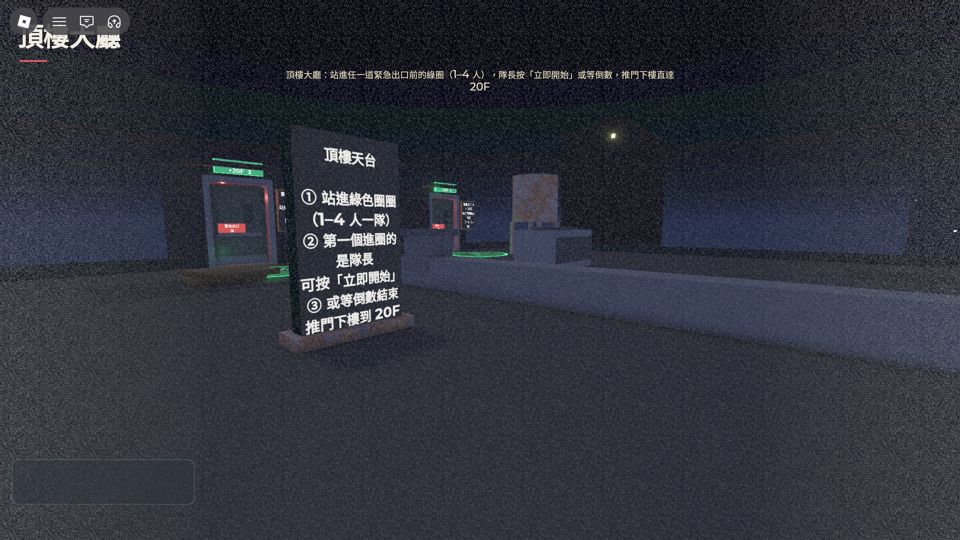 頂樓大廳
頂樓大廳：站進任一道緊急出口前的綠圈（1–4 人），隊長按「立即開始」或等倒數，推門下樓直達
20F
頂樓天台
① 站進綠色圈圈
（1–4 人一隊）
② 第一個進圈的
是隊長
可按「立即開始」
③ 或等倒數結束
推門下樓到 20F